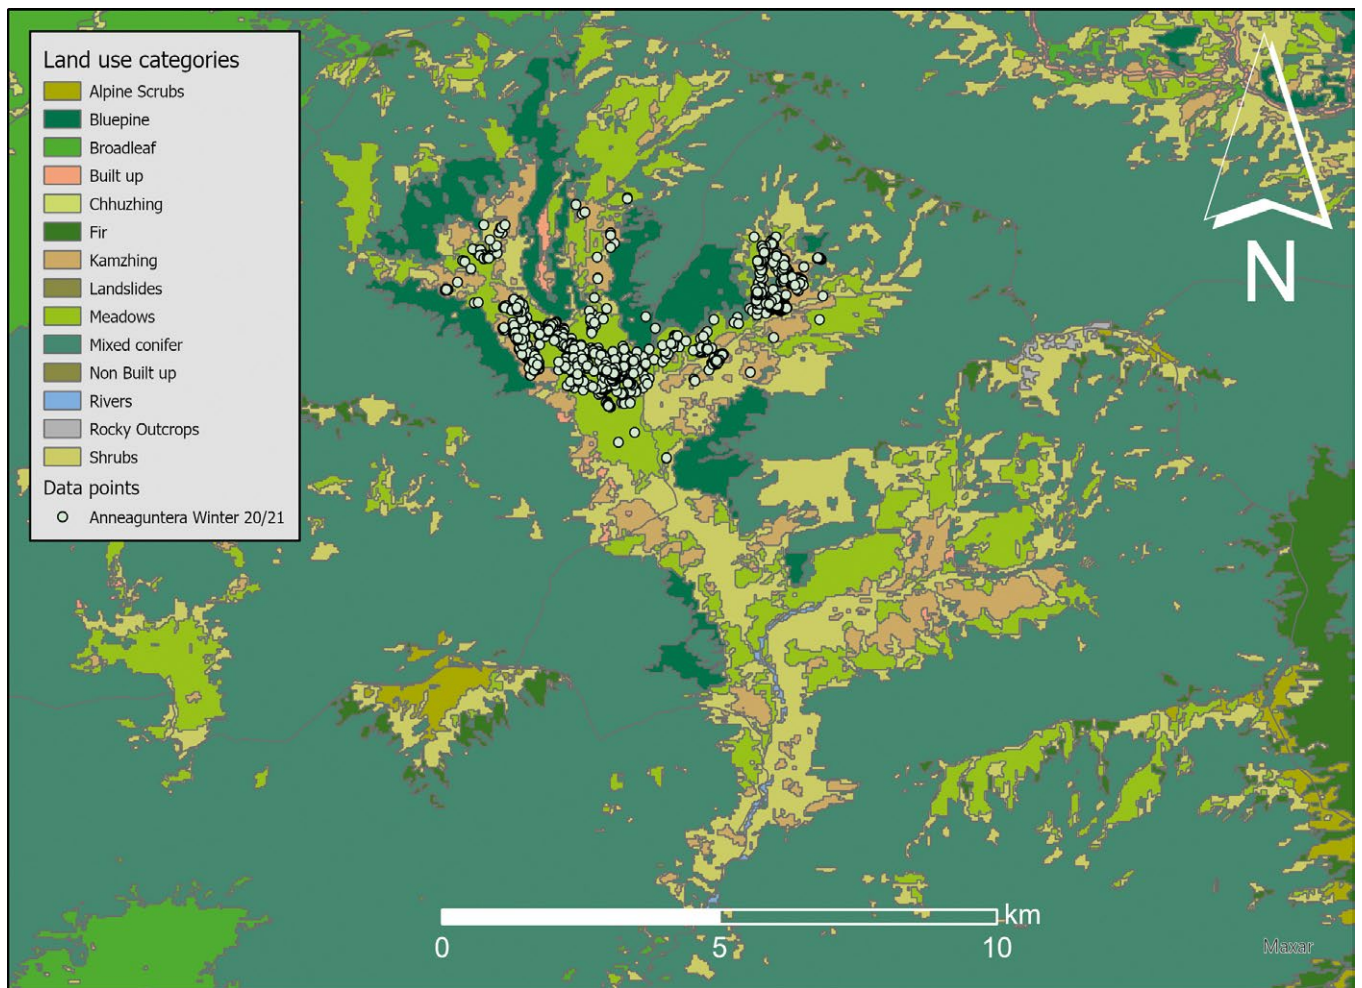 Land use categories
Alpine Scrubs
Bluepine
Broadleaf
Built up
Chhuzhing
Fir
Kamzhing
Landslides
Meadows
Mixed conifer
Non Built up
Rivers
Rocky Outcrops
Shrubs
Data points
Anneaguntera Winter 20/21
N
km
0 5 10
Maxar